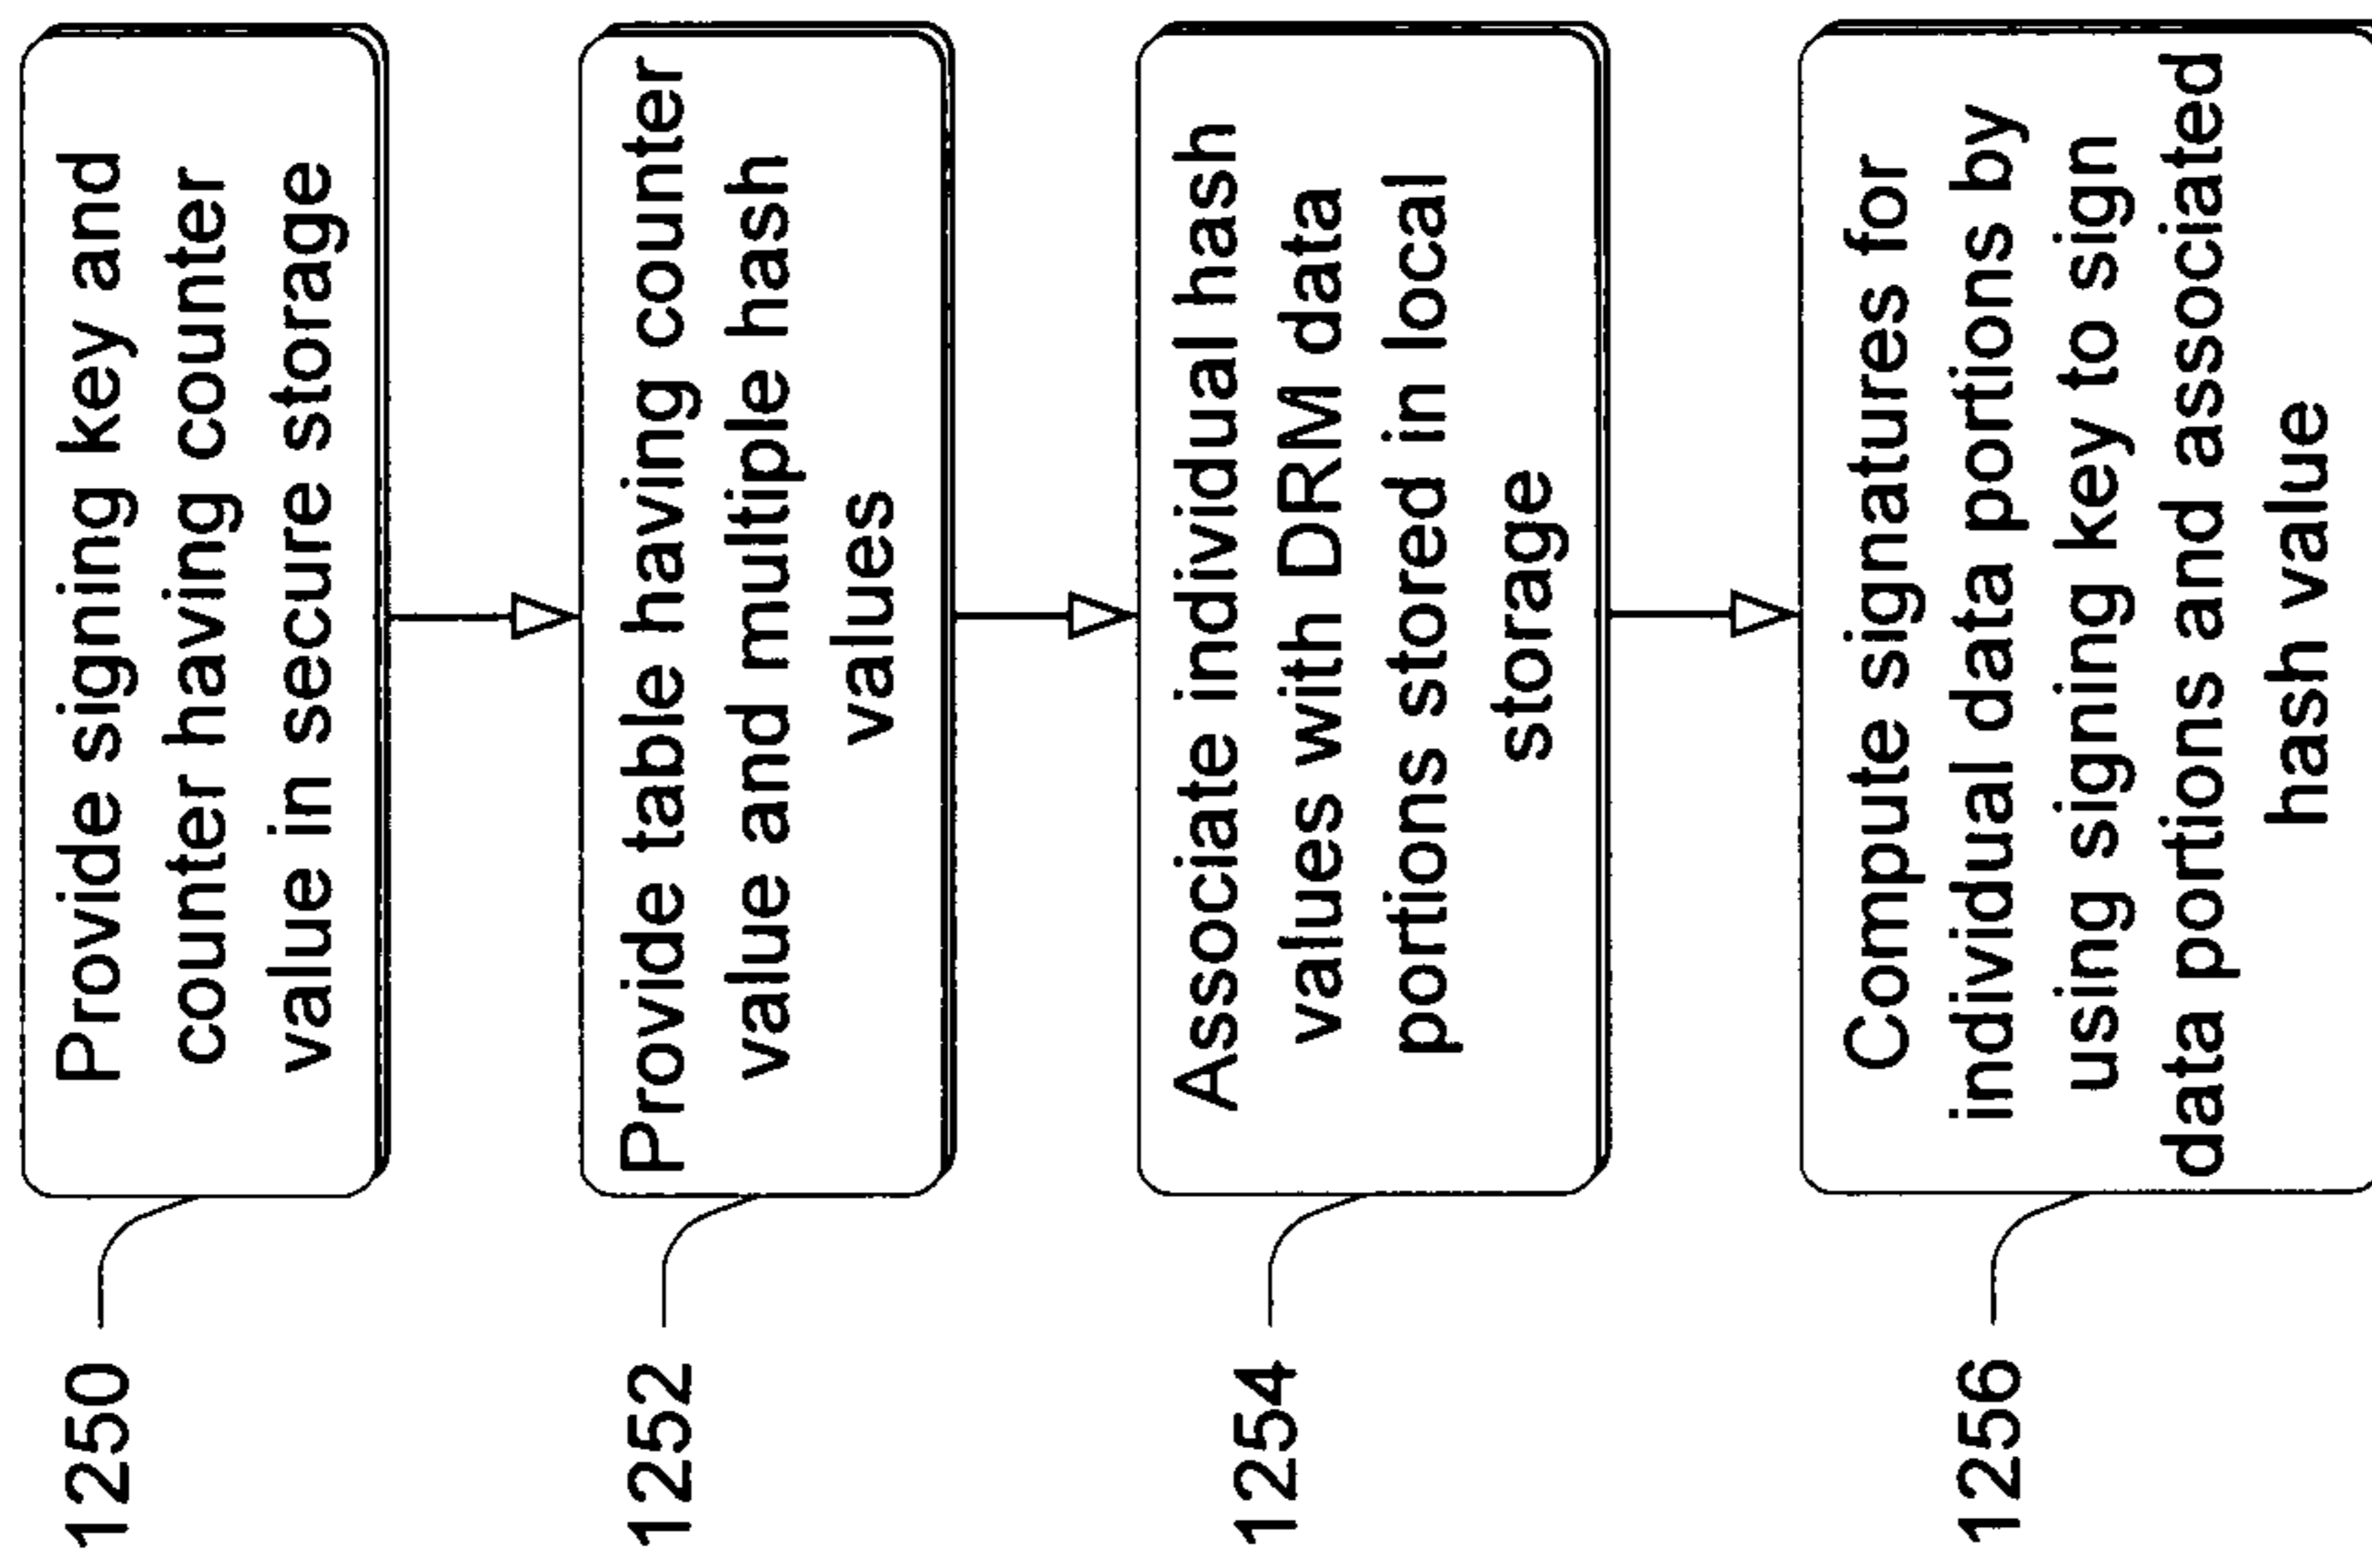 1250
Provide signing key and
counter having counter
value in secure storage
1252
Provide table having counter
value and multiple hash
values
1254
Associate individual hash
values with DRM data
portions stored in local
storage
1256
Compute signatures for
individual data portions by
using signing key to sign
data portions and associated
hash value